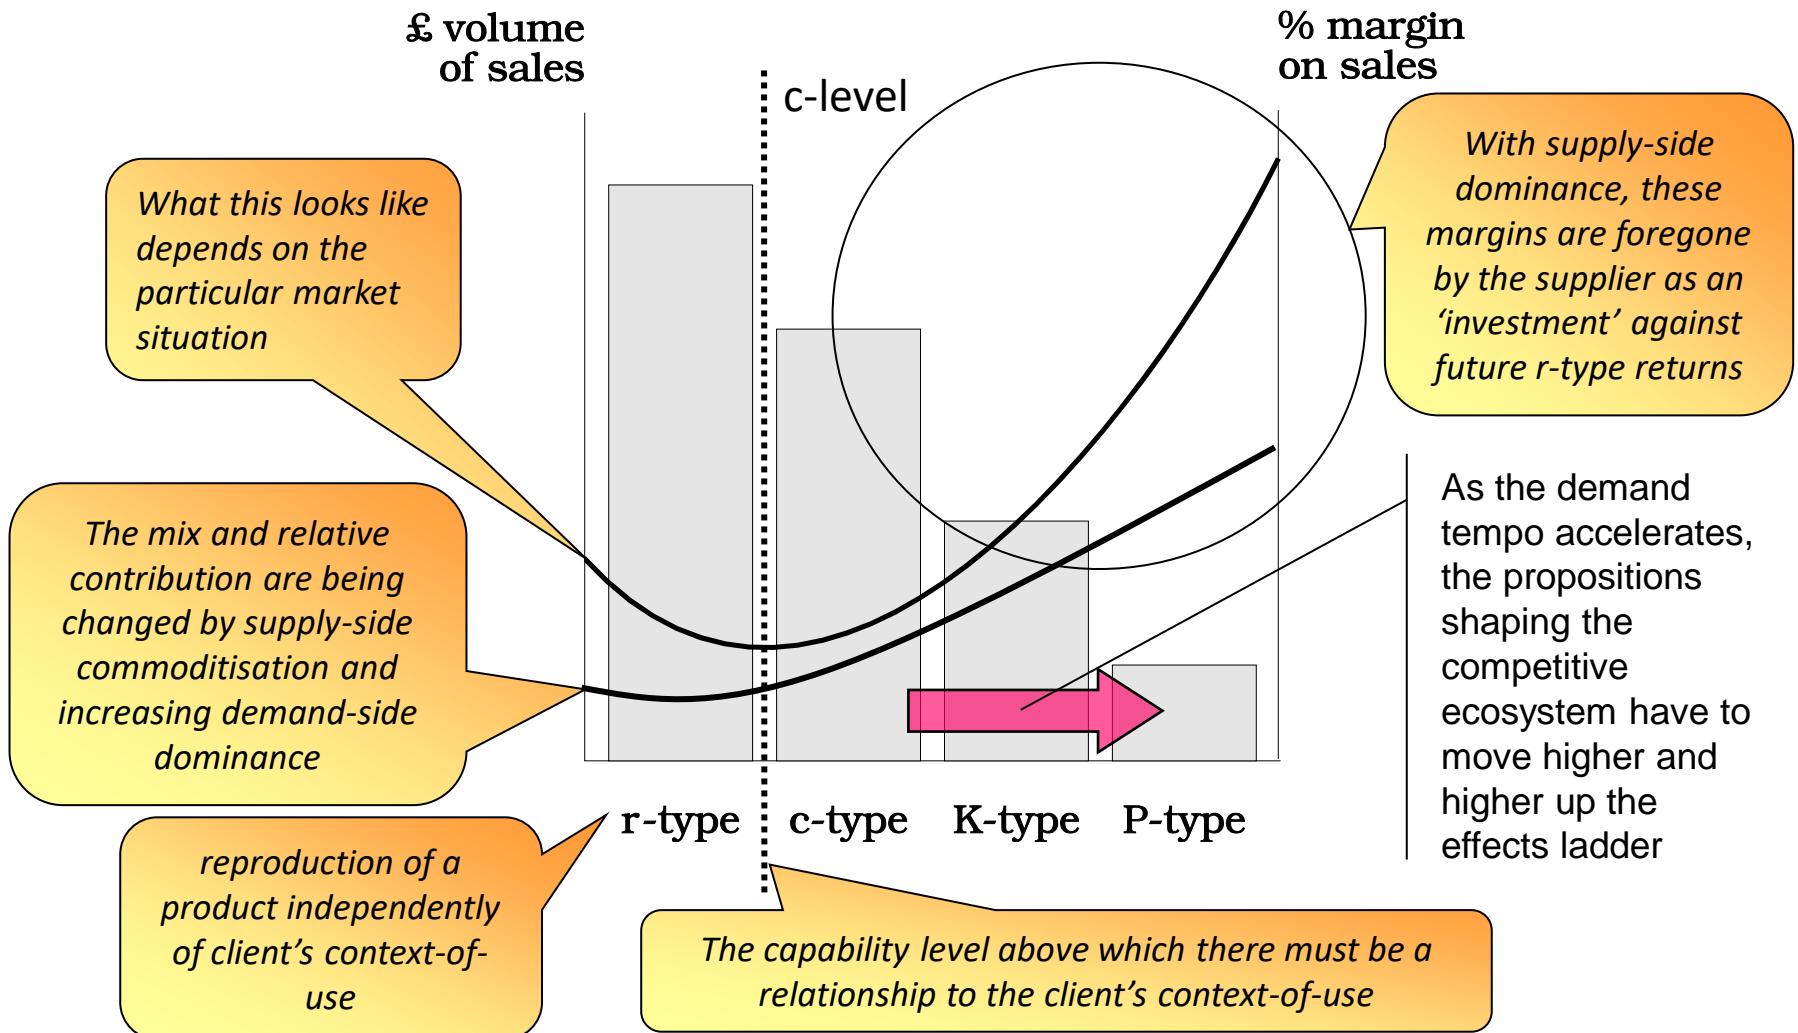 £ volume
of sales
% margin
on sales
c-level
What this looks like
depends on the
particular market
situation
With supply-side
dominance, these
margins are foregone
by the supplier as an
‘investment’ against
future r-type returns
The mix and relative
contribution are being
changed by supply-side
commoditisation and
increasing demand-side
dominance
As the demand
tempo accelerates,
the propositions
shaping the
competitive
ecosystem have to
move higher and
higher up the
effects ladder
r-type
c-type
K-type
P-type
reproduction of a
product independently
of client’s context-of-
use
The capability level above which there must be a
relationship to the client’s context-of-use